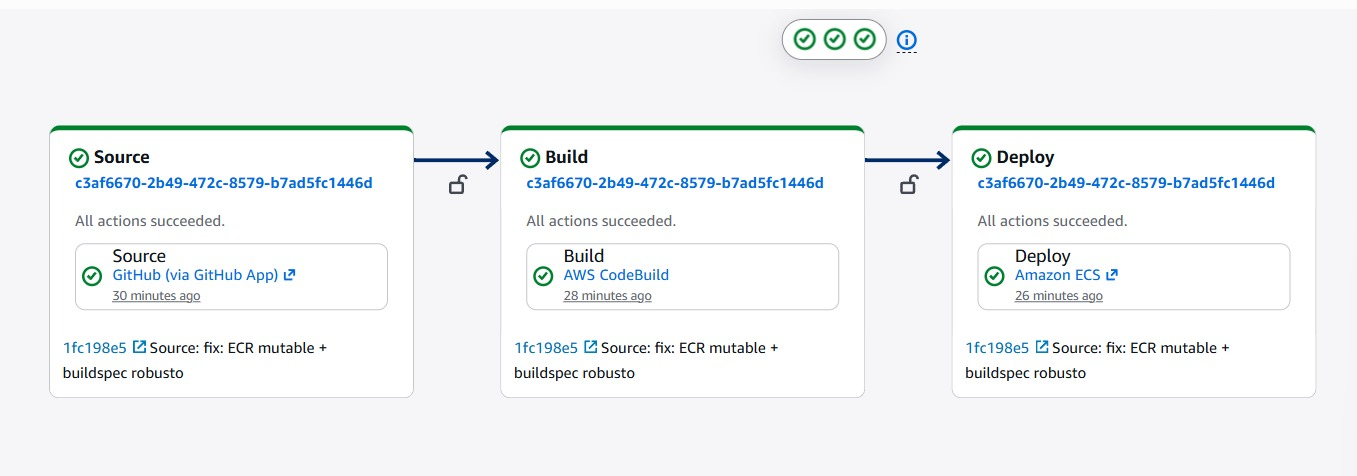 Source
c3af6670-2b49-472c-8579-b7ad5fc1446d
All actions succeeded.
Source
GitHub (via GitHub App)
30 minutes ago
1fc198e5 Source: fix: ECR mutable +
buildspec robusto
Build
c3af6670-2b49-472c-8579-b7ad5fc1446d
All actions succeeded.
Build
AWS CodeBuild
28 minutes ago
1fc198e5 Source: fix: ECR mutable +
buildspec robusto
Deploy
c3af6670-2b49-472c-8579-b7ad5fc1446d
All actions succeeded.
Deploy
Amazon ECS
26 minutes ago
1fc198e5 Source: fix: ECR mutable +
buildspec robusto